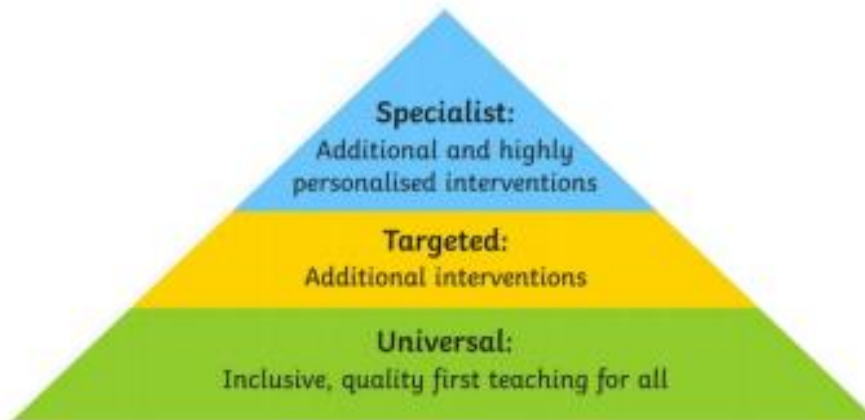 Specialist:
Additional and highly
personalised interventions
Targeted:
Additional interventions
Universal:
Inclusive, quality first teaching for all